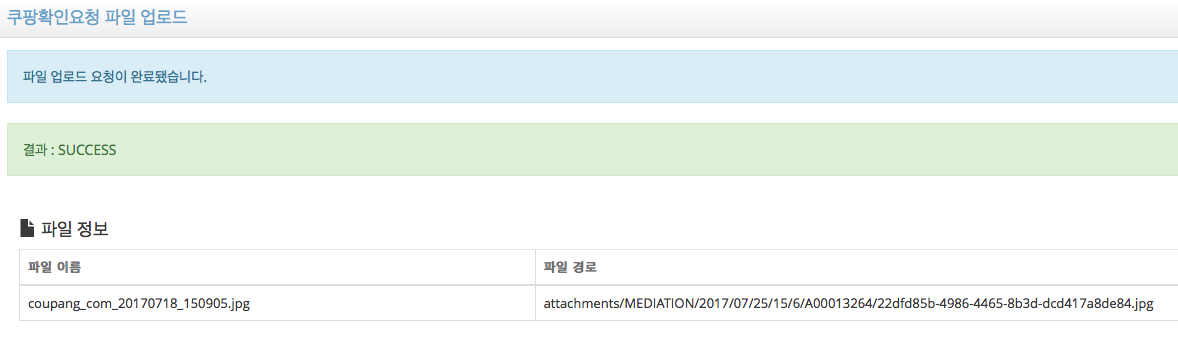 쿠팡확인요청 파일 업로드
파일 업로드 요청이 완료됐습니다.
결과 : SUCCESS
파일 정보
파일 이름 파일 경로
coupang_com_20170718_150905.jpg attachments/MEDIATION/2017/07/25/15/6/A00013264/22dfd85b-4986-4465-8b3d-dcd417a8de84.jpg